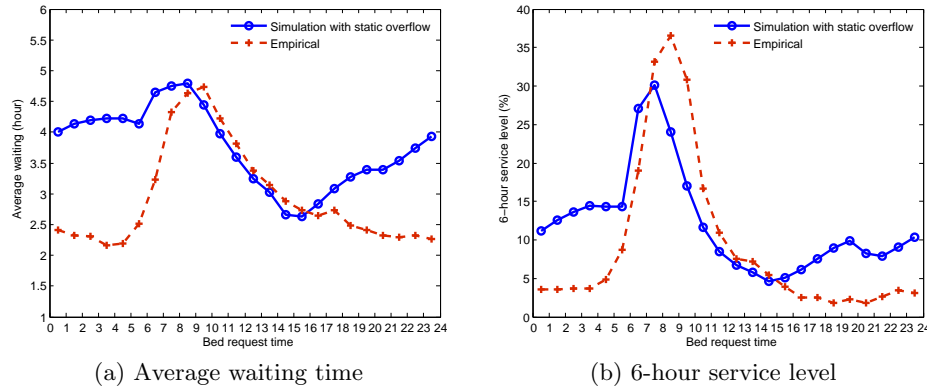 6
5.5
5
4.5
4
3.5
3
2.5
2
1.5
1
Average waiting (hour)
Simulation with static overflow
Empirical
0 1 2 3 4 5 6 7 8 9 10 11 12 13 14 15 16 17 18 19 20 21 22 23 24
Bed request time
(a) Average waiting time
40
35
30
25
20
15
10
5
0
6-hour service level (%)
Simulation with static overflow
Empirical
0 1 2 3 4 5 6 7 8 9 10 11 12 13 14 15 16 17 18 19 20 21 22 23 24
Bed request time
(b) 6-hour service level